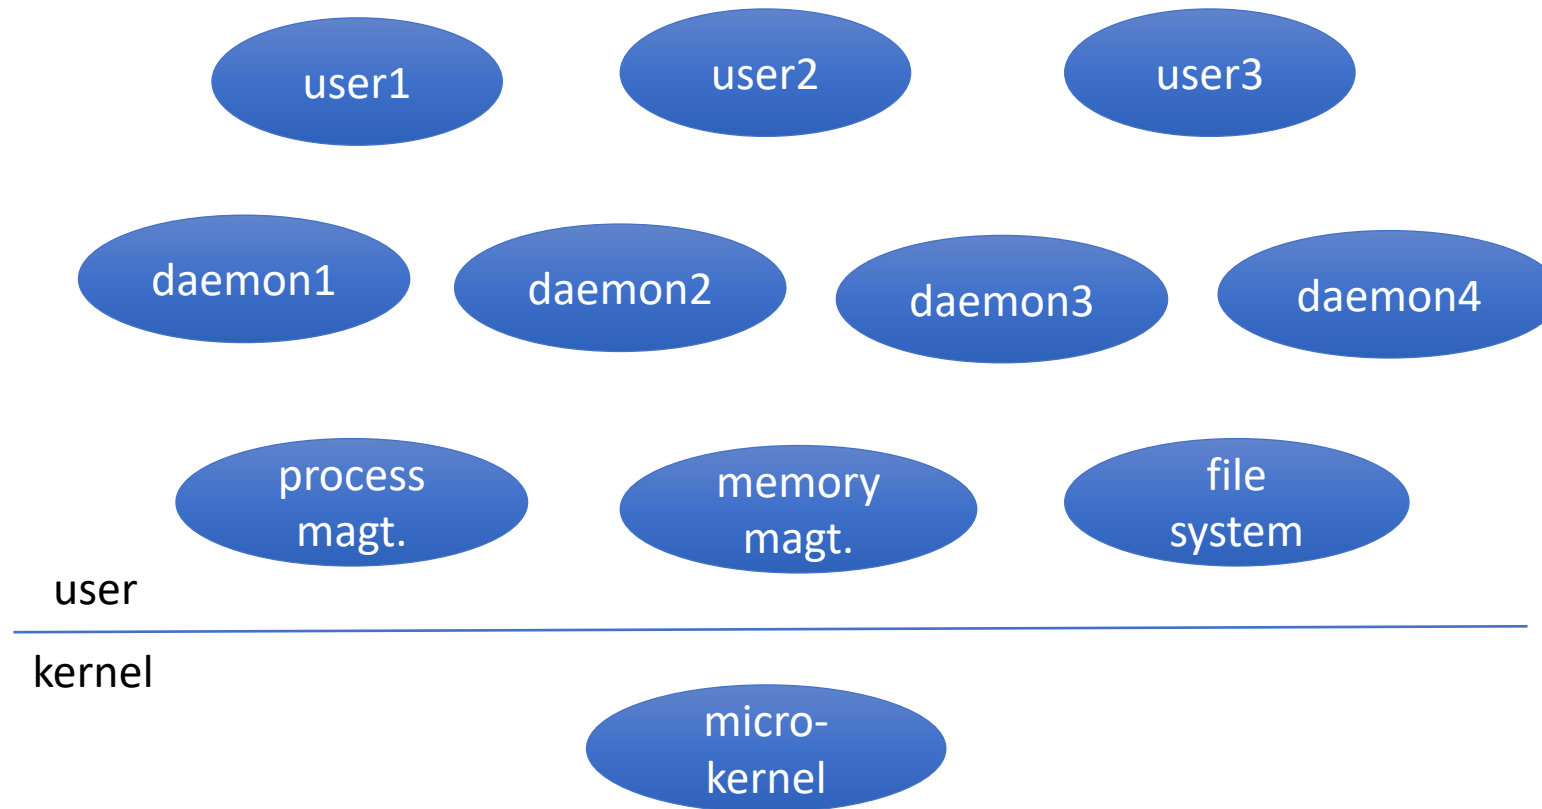 user1
user2
user3
daemon1
daemon2
daemon3
daemon4
process
magt.
memory
magt.
file
system
user
kernel
micro-
kernel